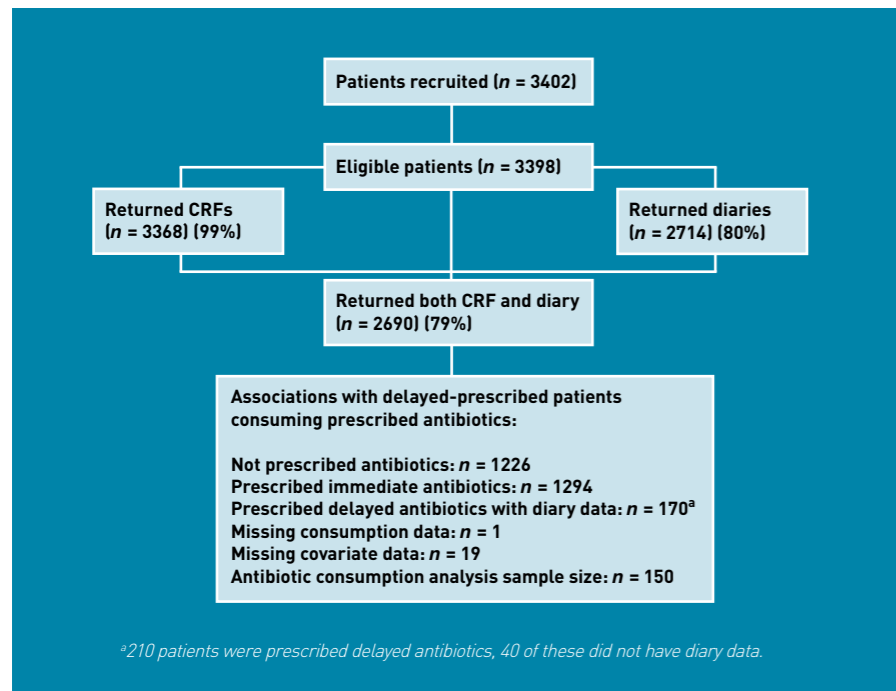 Patients recruited (n = 3402)
Eligible patients (n = 3398)
Returned CRFs
(n = 3368) (99%)
Returned diaries
(n = 2714) (80%)
Returned both CRF and diary
(n = 2690) (79%)
Associations with delayed-prescribed patients
consuming prescribed antibiotics:
Not prescribed antibiotics: n = 1226
Prescribed immediate antibiotics: n = 1294
Prescribed delayed antibiotics with diary data: n = 170ᵃ
Missing consumption data: n = 1
Missing covariate data: n = 19
Antibiotic consumption analysis sample size: n = 150
ᵃ210 patients were prescribed delayed antibiotics, 40 of these did not have diary data.